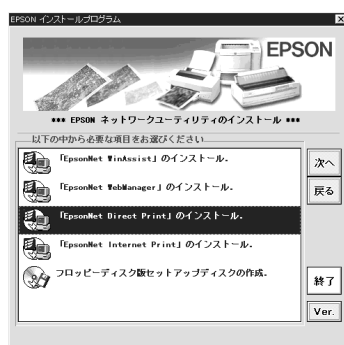 EPSON インストールプログラム
EPSON
*** EPSON ネットワークユーティリティのインストール ***
以下の中から必要な項目をお選びください
「EpsonNet WinAssist」のインストール.
「EpsonNet WebManager」のインストール.
「EpsonNet Direct Print」のインストール.
「EpsonNet Internet Print」のインストール.
フロッピーディスク版セットアップディスクの作成.
次へ
戻る
終了
Ver.